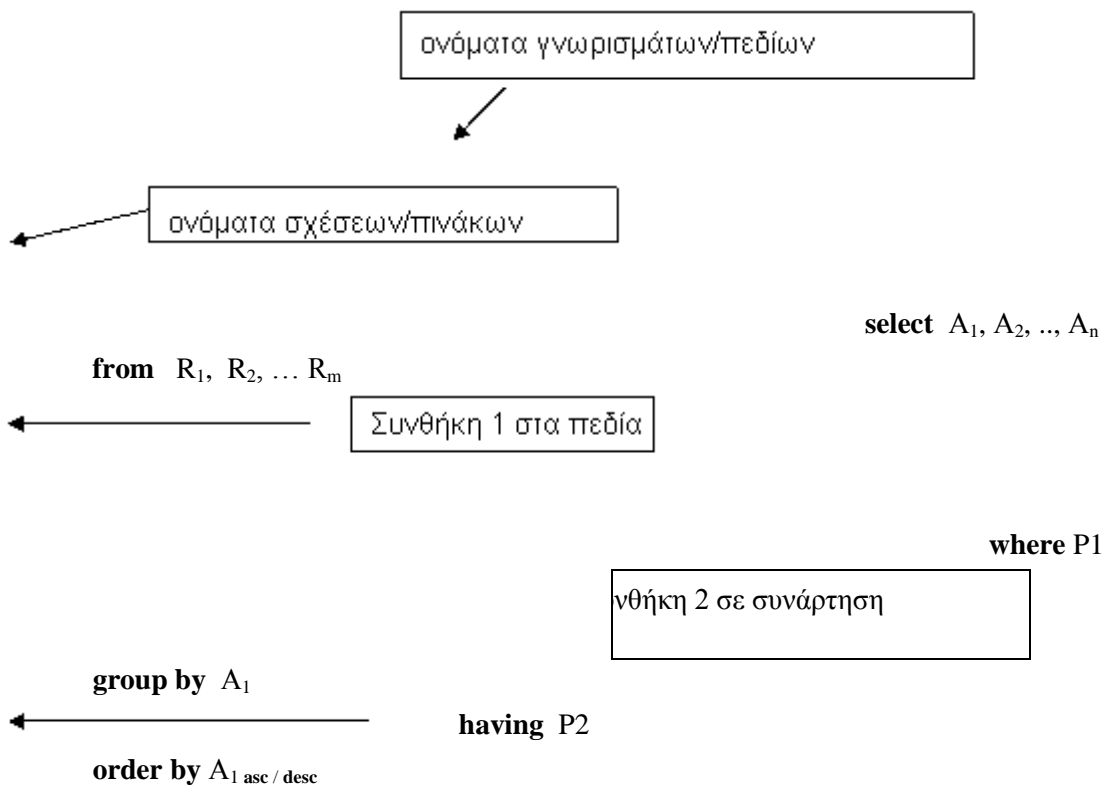 ονόματα γνωρισμάτων/πεδίων
ονόματα σχέσεων/πινάκων
select A₁, A₂, .., Aₙ
from R₁, R₂, … Rₘ
Συνθήκη 1 στα πεδία
where P1
νθήκη 2 σε συνάρτηση
group by A₁
having P2
order by A₁ asc / desc